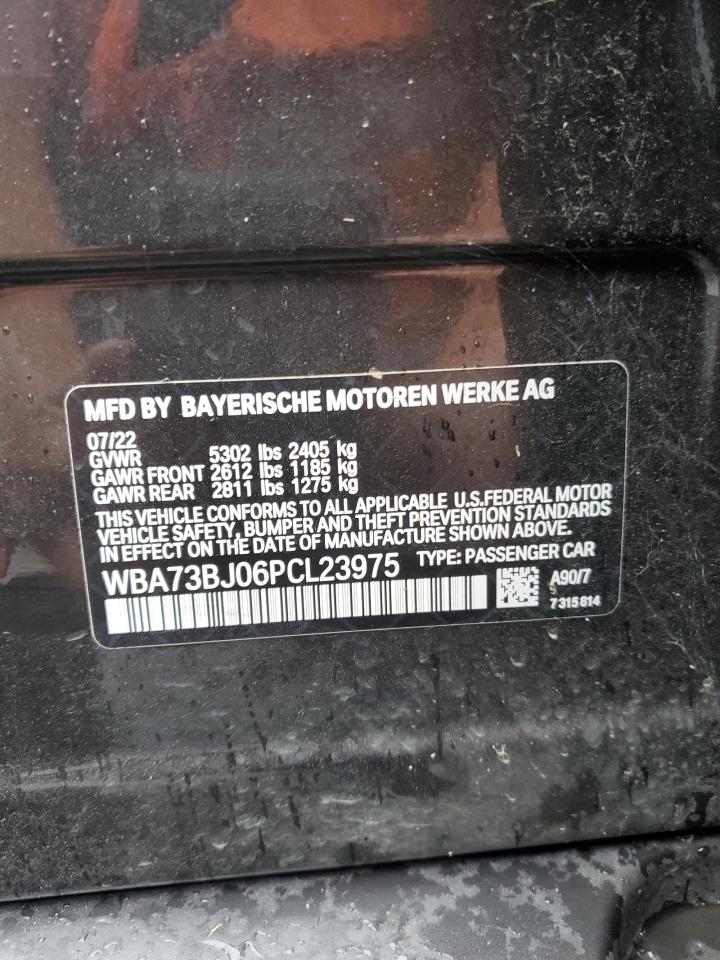 MFD BY BAYERISCHE MOTOREN WERKE AG
07/22
GVWR 5302 lbs 2405 kg
GAWR FRONT 2612 lbs 1185 kg
GAWR REAR 2811 lbs 1275 kg
THIS VEHICLE CONFORMS TO ALL APPLICABLE U.S.FEDERAL MOTOR
VEHICLE SAFETY, BUMPER AND THEFT PREVENTION STANDARDS
IN EFFECT ON THE DATE OF MANUFACTURE SHOWN ABOVE.
WBA73BJ06PCL23975 TYPE: PASSENGER CAR
A90/7
S
7315814